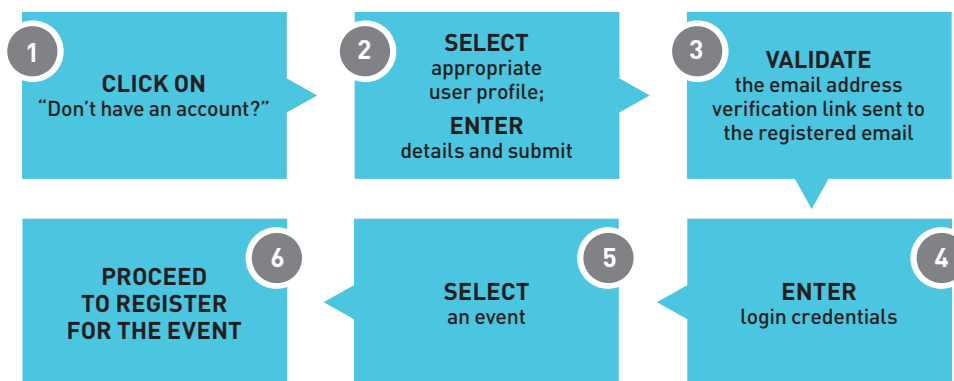 1
CLICK ON
“Don’t have an account?”
2
SELECT
appropriate
user profile;
ENTER
details and submit
3
VALIDATE
the email address
verification link sent to
the registered email
4
ENTER
login credentials
5
SELECT
an event
6
PROCEED
TO REGISTER
FOR THE EVENT